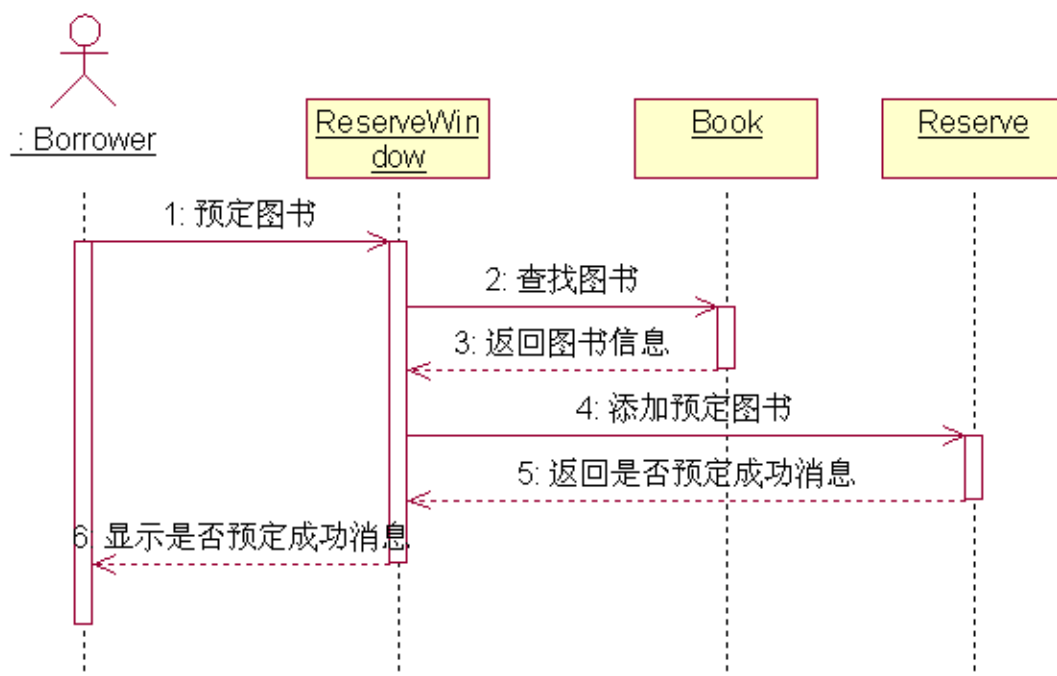 : Borrower
ReserveWin
dow
Book
Reserve
1: 预定图书
2: 查找图书
3: 返回图书信息
4: 添加预定图书
5: 返回是否预定成功消息
6: 显示是否预定成功消息